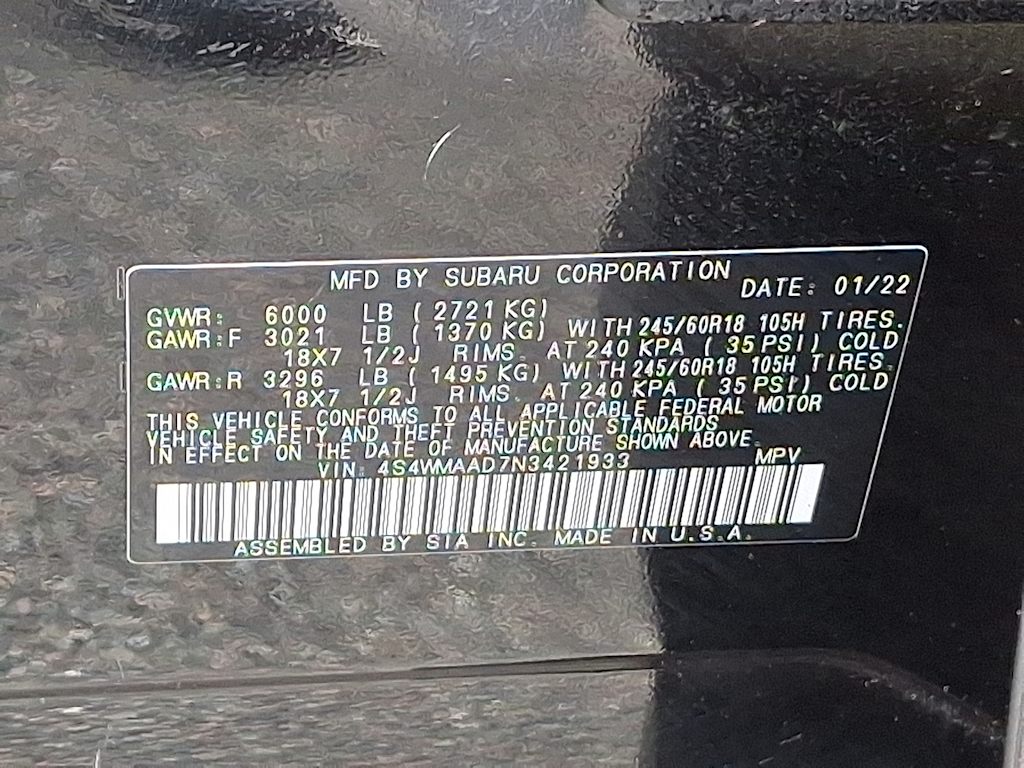 MFD BY SUBARU CORPORATION
DATE: 01/22
GVWR: 6000 LB ( 2721 KG)
GAWR:F 3021 LB ( 1370 KG) WITH 245/60R18 105H TIRES.
18X7 1/2J RIMS. AT 240 KPA ( 35 PSI) COLD
GAWR:R 3296 LB ( 1495 KG) WITH 245/60R18 105H TIRES.
18X7 1/2J RIMS. AT 240 KPA ( 35 PSI) COLD
THIS VEHICLE CONFORMS TO ALL APPLICABLE FEDERAL MOTOR
VEHICLE SAFETY AND THEFT PREVENTION STANDARDS
IN EFFECT ON THE DATE OF MANUFACTURE SHOWN ABOVE.
VIN: 4S4WMAAD7N3421933 MPV
ASSEMBLED BY SIA INC. MADE IN U.S.A.